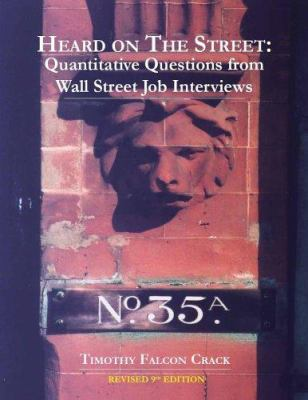 HEARD ON THE STREET:
Quantitative Questions from
Wall Street Job Interviews
No. 35A.
TIMOTHY FALCON CRACK
REVISED 9TH EDITION